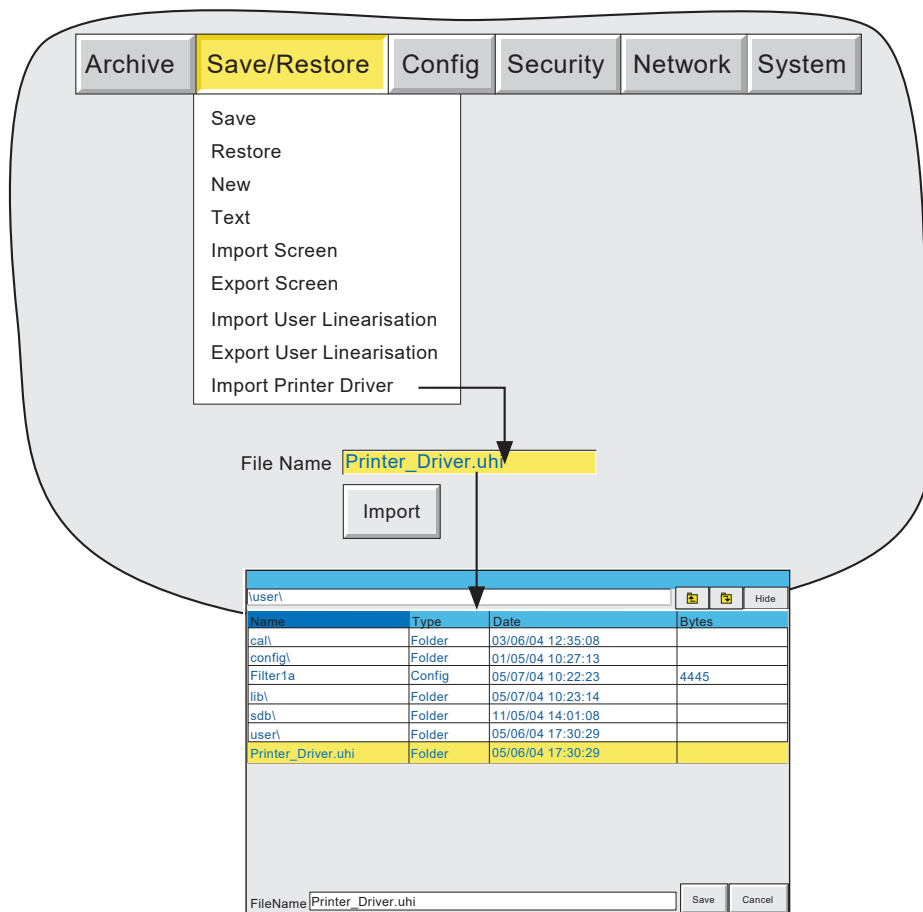 Archive Save/Restore Config Security Network System
Save
Restore
New
Text
Import Screen
Export Screen
Import User Linearisation
Export User Linearisation
Import Printer Driver
File Name Printer_Driver.uhi
Import
\user\ Hide
Name Type Date Bytes
cal\ Folder 03/06/04 12:35:08
config\ Folder 01/05/04 10:27:13
Filter1a Config 05/07/04 10:22:23 4445
lib\ Folder 05/07/04 10:23:14
sdb\ Folder 11/05/04 14:01:08
user\ Folder 05/06/04 17:30:29
Printer_Driver.uhi Folder 05/06/04 17:30:29
FileName Printer_Driver.uhi Save Cancel